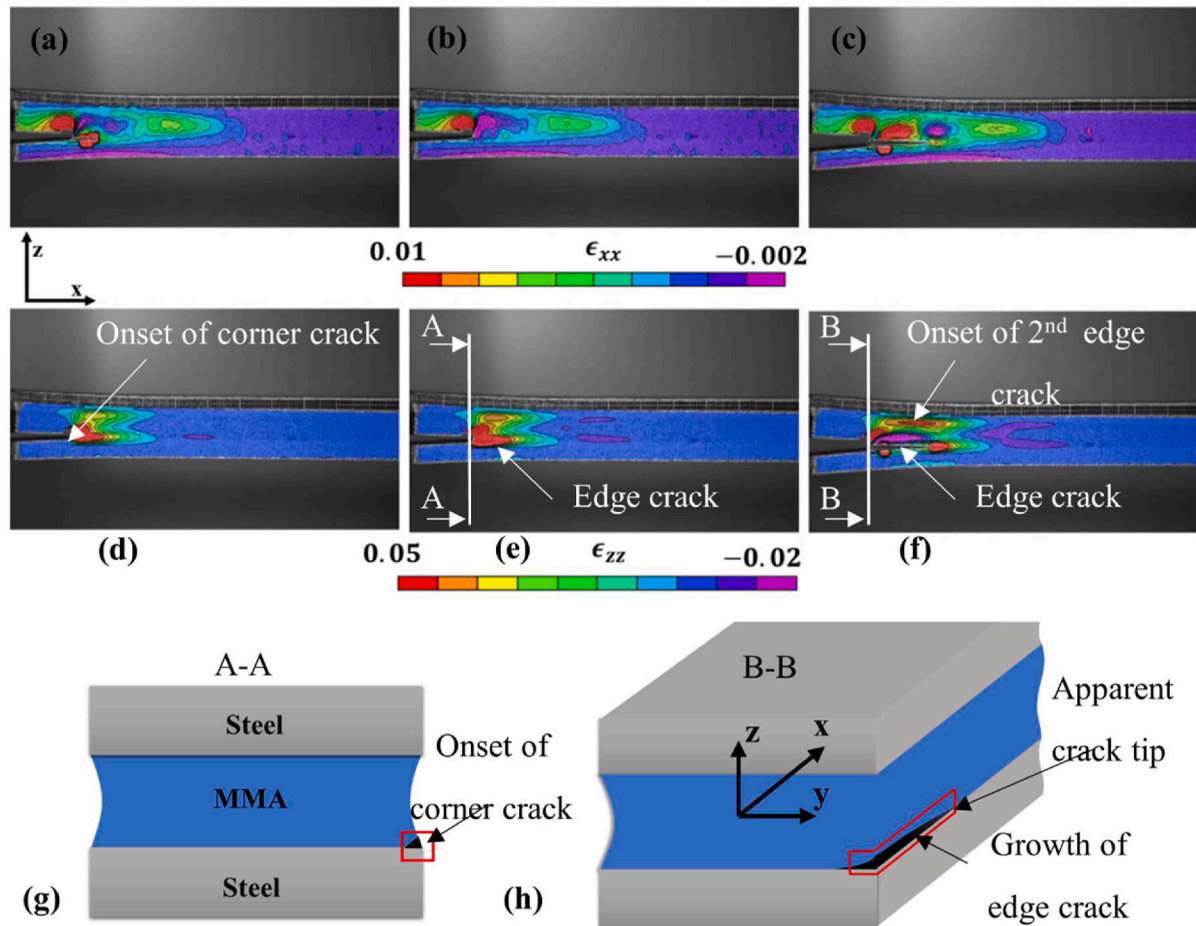 (a)
(b)
(c)
z
x
0.01
ϵxx
−0.002
Onset of corner crack
A
A
Edge crack
B
B
Onset of 2nd edge
crack
Edge crack
(d)
(e)
(f)
0.05
ϵzz
−0.02
A-A
Steel
MMA
Steel
Onset of
corner crack
(g)
B-B
z
x
y
Apparent
crack tip
Growth of
edge crack
(h)